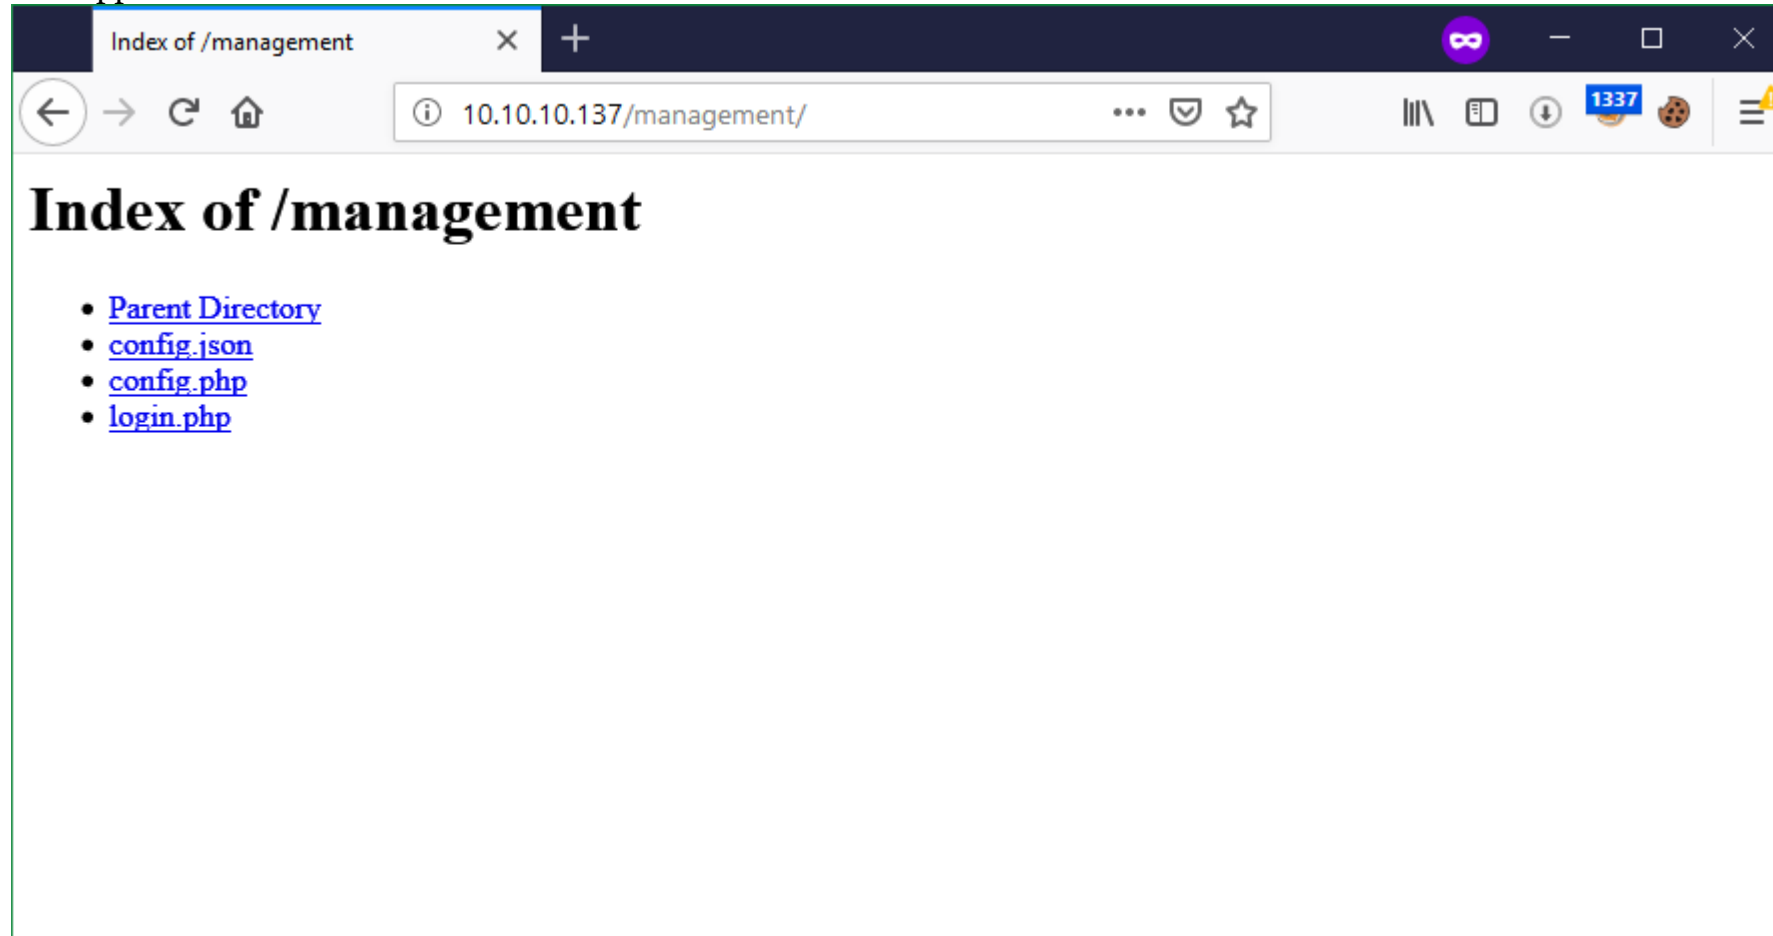 Index of /management
10.10.10.137/management/
1337
Index of /management
Parent Directory
config.json
config.php
login.php